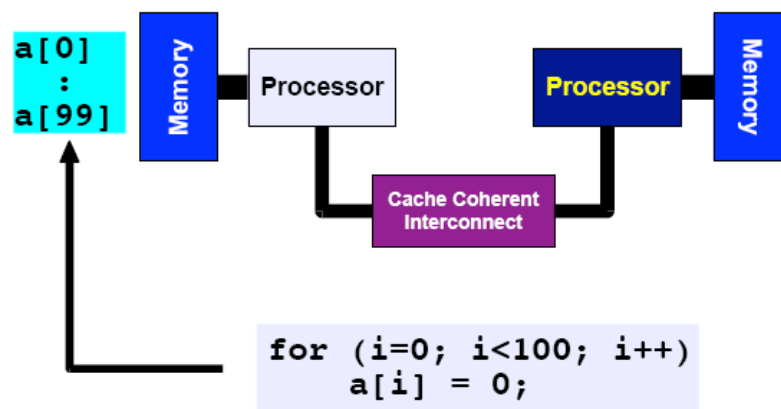 a[0]
:
a[99]
Memory
Processor
Processor
Memory
Cache Coherent
Interconnect
for (i=0; i<100; i++)
a[i] = 0;